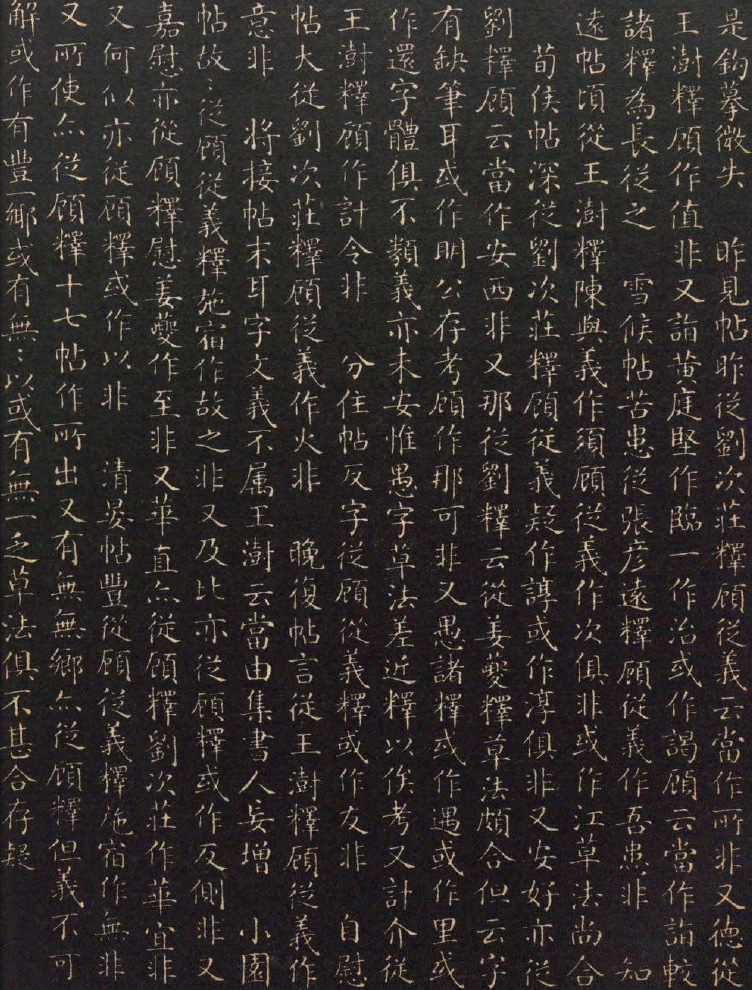 是鈎摹微失　昨見帖昨從劉次莊釋顧從義云當作所非又德從
王澍釋顧作值非又詣黄庭堅作臨一作治或作謁顧云當作詣較
諸釋為長從之　雪候帖苦患從張彦遠釋顧從義作吾患非　知
遠帖頃從王澍釋陳與義作須顧從義作次俱非或作江草法尚合
　荀侯帖深從劉次莊釋顧從義疑作諄或作淳俱非又安好亦從
劉釋顧云當作安西非又那從劉釋云從姜夔釋草法頗合但云字
有缺筆耳或作明公存考顧作那可非又愚諸釋或作遇或作里或
作還字體俱不類義亦未安惟愚字草法差近釋以俟考又計介從
王澍釋顧作計令非　分住帖反字從顧從義釋或作友非　自慰
帖大從劉次莊釋顧從義作火非　晚復帖言從王澍釋顧從義作
意非　将接帖末耳字文義不属王澍云當由集書人妄增　小園
帖故〻從顧從義釋施宿作故之非又及比亦從顧釋或作反側非又
嘉慰亦從顧釋慰姜夔作至非又華直亦從顧釋劉次莊作華宜非
又何似亦從顧釋或作以非　清晏帖豐從顧從義釋施宿作無非
又所使亦從顧釋十七帖作所出又有無無鄉亦從顧釋但義不可
解或作有豐一鄉或有無〻以或有無一乏草法俱不甚合存疑